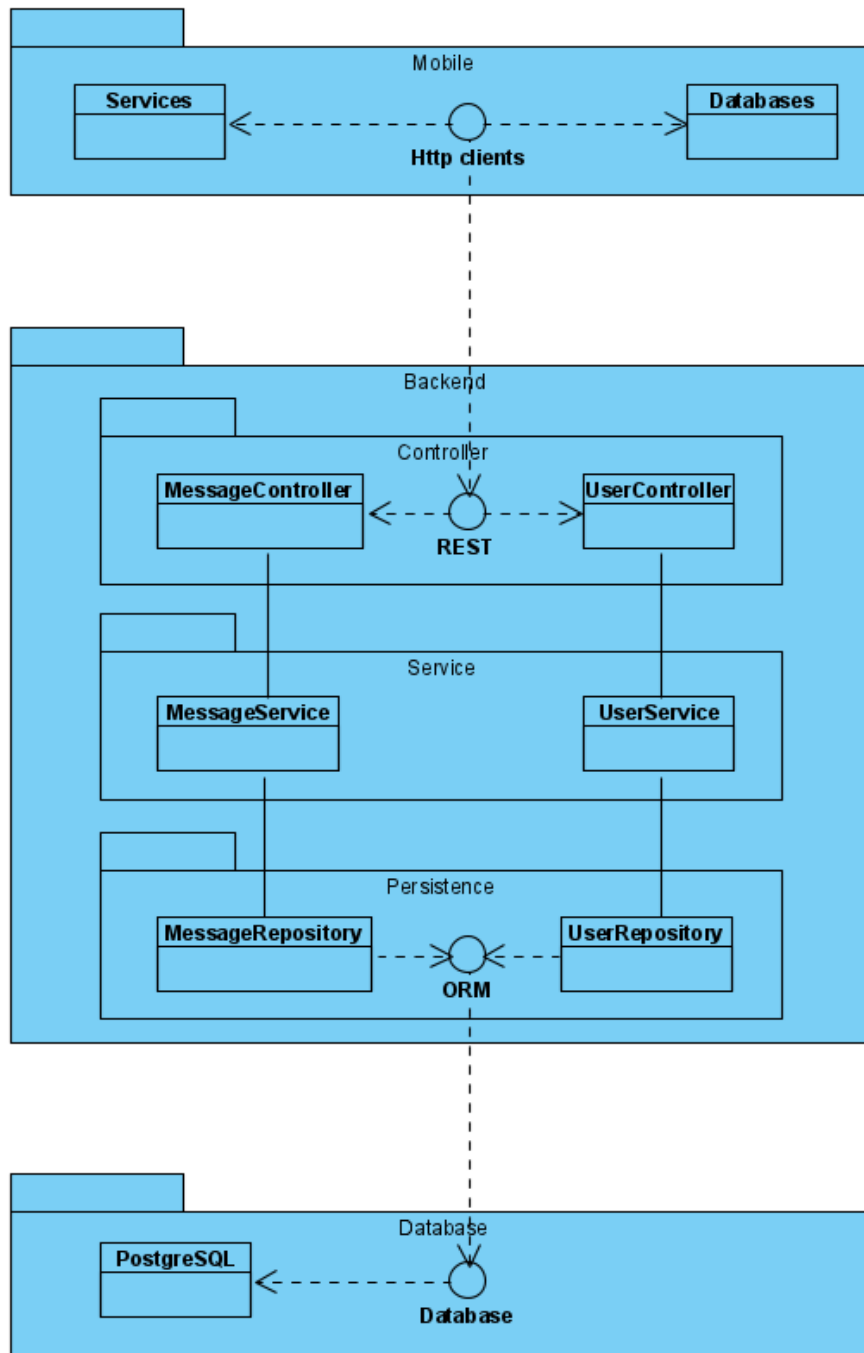 Mobile
Services
Databases
Http clients
Backend
Controller
MessageController
UserController
REST
Service
MessageService
UserService
Persistence
MessageRepository
UserRepository
ORM
Database
PostgreSQL
Database